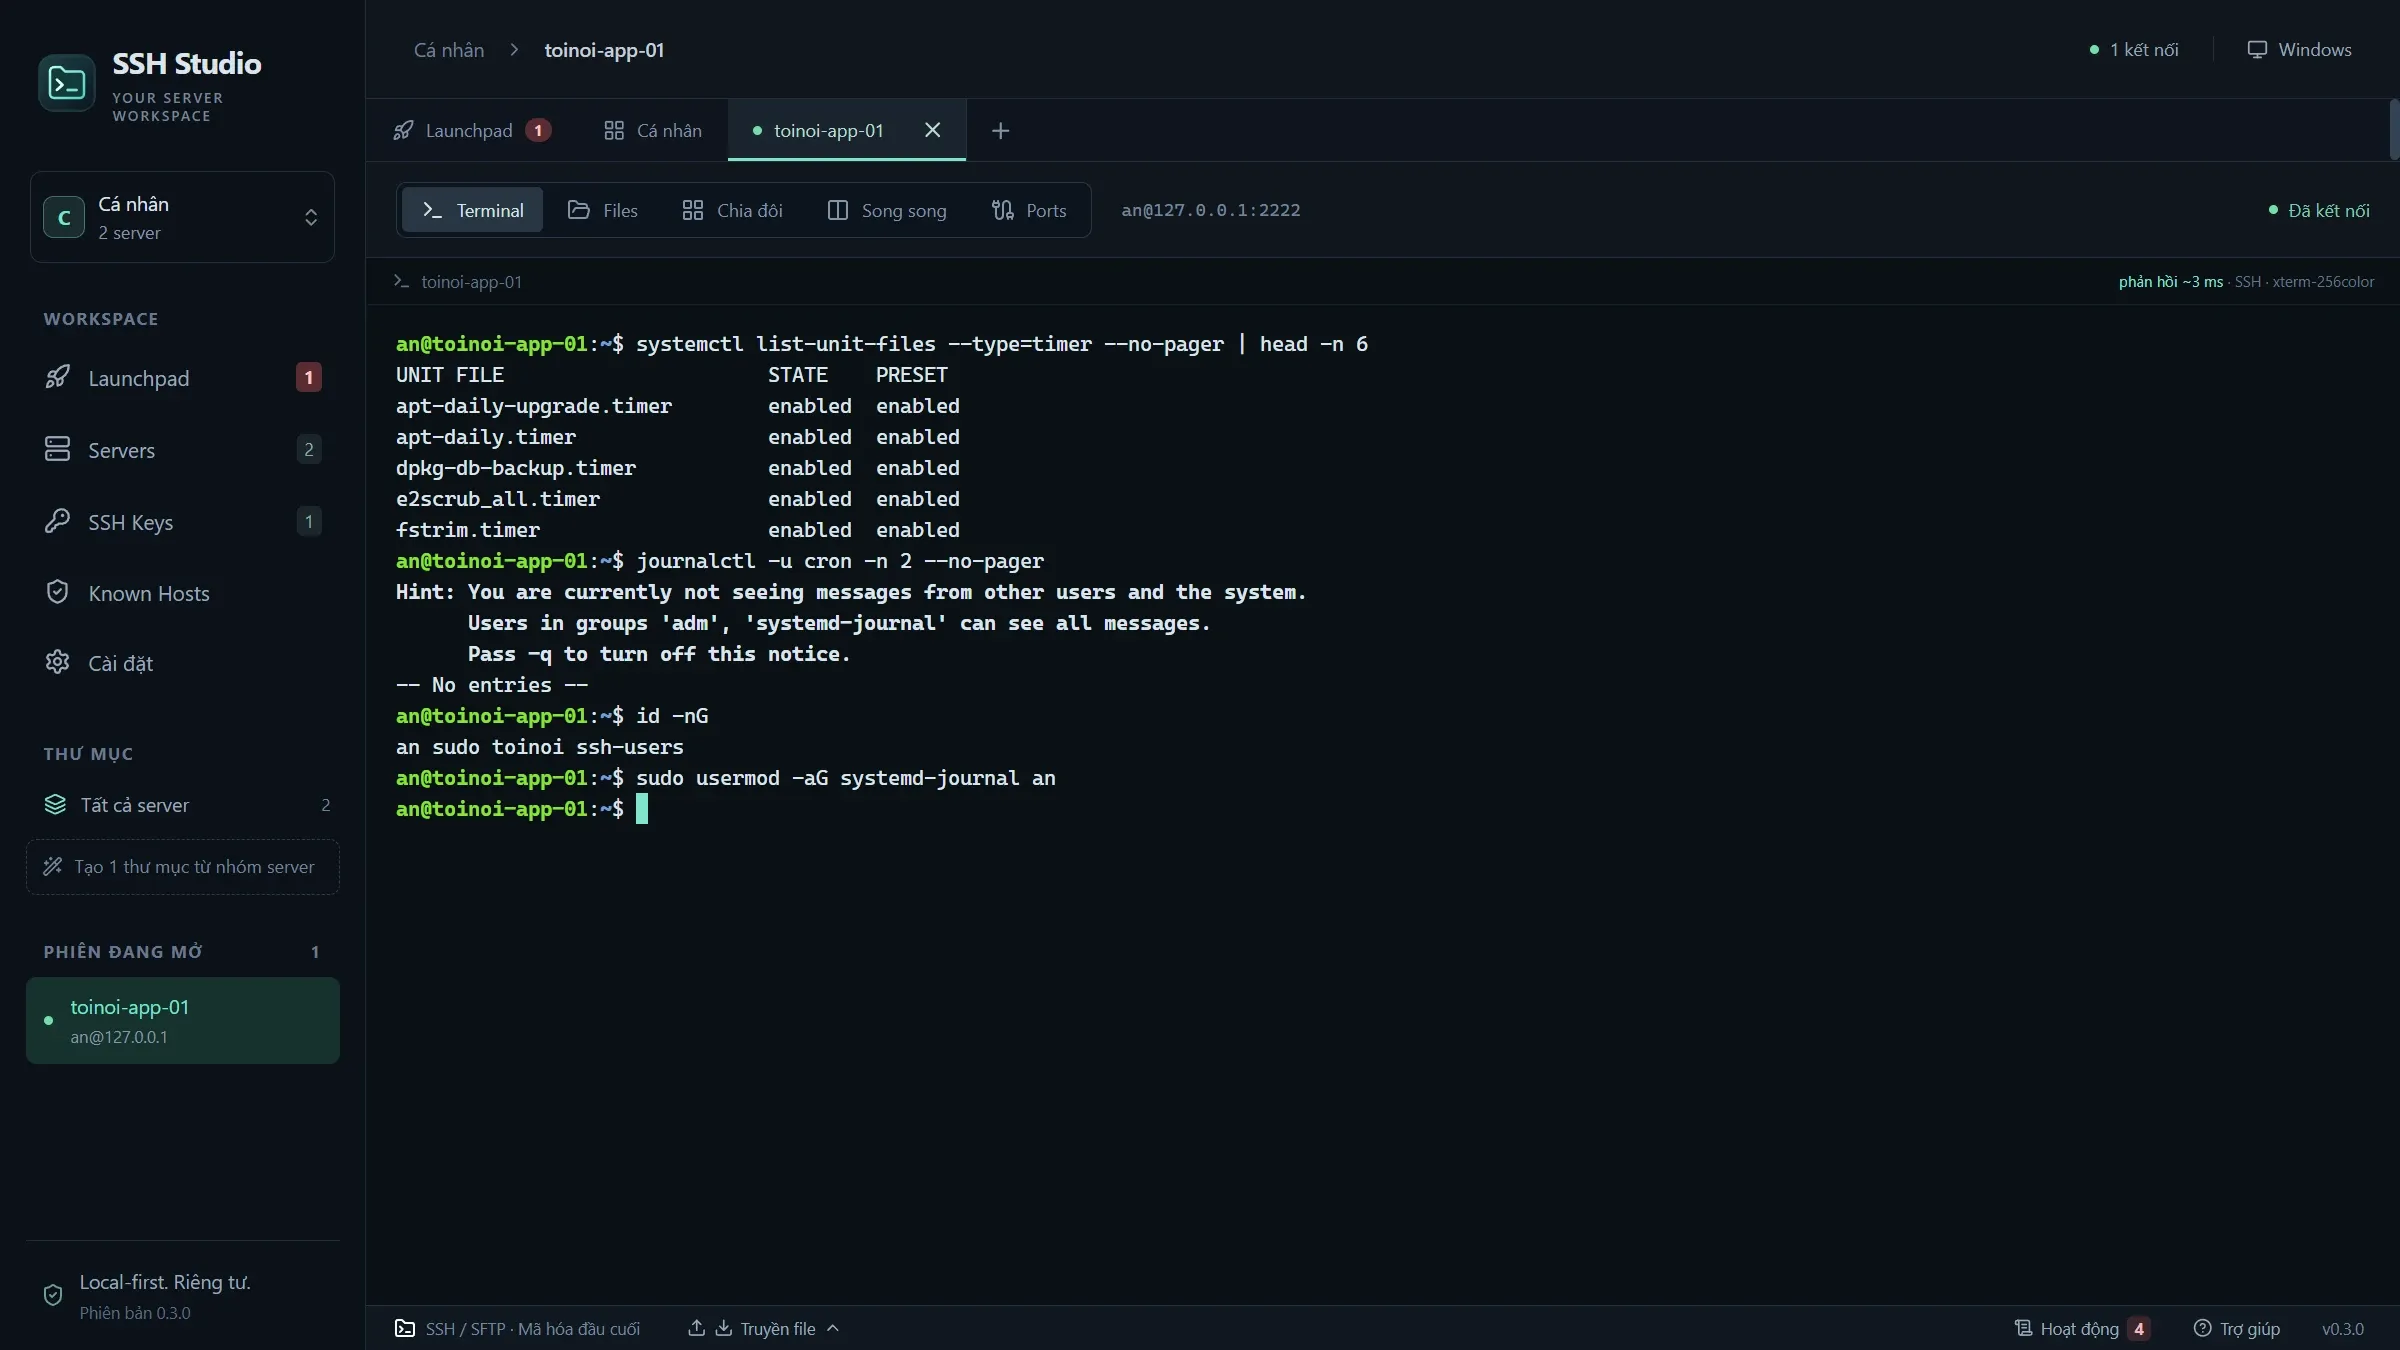 SSH Studio
YOUR SERVER
WORKSPACE
C
Cá nhân
2 server
WORKSPACE
Launchpad 1
Servers 2
SSH Keys 1
Known Hosts
Cài đặt
THƯ MỤC
Tất cả server 2
Tạo 1 thư mục từ nhóm server
PHIÊN ĐANG MỞ 1
toinoi-app-01
an@127.0.0.1
Local-first. Riêng tư.
Phiên bản 0.3.0
Cá nhân > toinoi-app-01
1 kết nối
Windows
Launchpad 1
Cá nhân
toinoi-app-01
Terminal
Files
Chia đôi
Song song
Ports
an@127.0.0.1:2222
Đã kết nối
toinoi-app-01
phản hồi ~3 ms · SSH · xterm-256color
an@toinoi-app-01:~$ systemctl list-unit-files --type=timer --no-pager | head -n 6
UNIT FILE STATE PRESET
apt-daily-upgrade.timer enabled enabled
apt-daily.timer enabled enabled
dpkg-db-backup.timer enabled enabled
e2scrub_all.timer enabled enabled
fstrim.timer enabled enabled
an@toinoi-app-01:~$ journalctl -u cron -n 2 --no-pager
Hint: You are currently not seeing messages from other users and the system.
Users in groups 'adm', 'systemd-journal' can see all messages.
Pass -q to turn off this notice.
-- No entries --
an@toinoi-app-01:~$ id -nG
an sudo toinoi ssh-users
an@toinoi-app-01:~$ sudo usermod -aG systemd-journal an
an@toinoi-app-01:~$
SSH / SFTP · Mã hóa đầu cuối
Truyền file
Hoạt động 4
Trợ giúp
v0.3.0